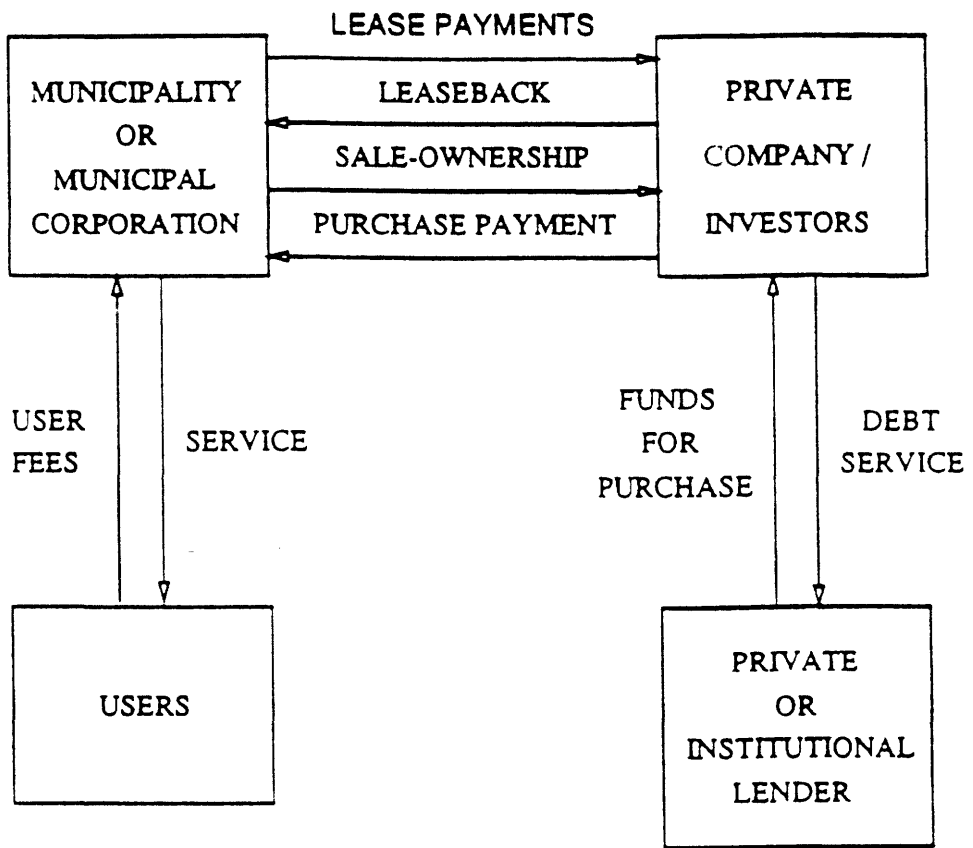 LEASE PAYMENTS
MUNICIPALITY
OR
MUNICIPAL
CORPORATION
LEASEBACK
SALE-OWNERSHIP
PURCHASE PAYMENT
PRIVATE
COMPANY /
INVESTORS
USER
FEES
SERVICE
FUNDS
FOR
PURCHASE
DEBT
SERVICE
USERS
PRIVATE
OR
INSTITUTIONAL
LENDER